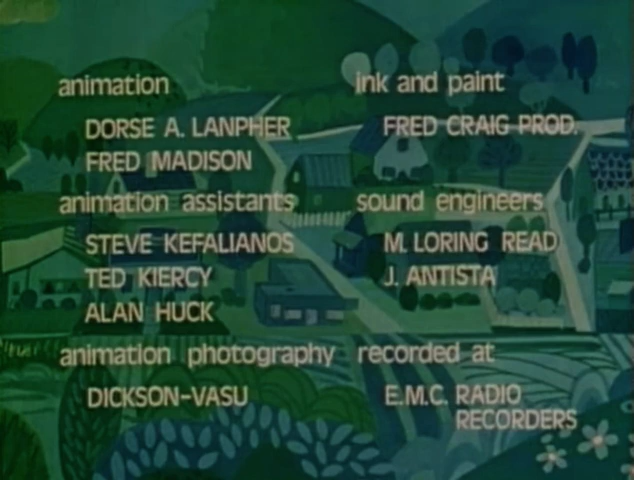 animation
DORSE A. LANPHER
FRED MADISON
animation assistants
STEVE KEFALIANOS
TED KIERCY
ALAN HUCK
animation photography
DICKSON-VASU
ink and paint
FRED CRAIG PROD.
sound engineers
M. LORING READ
J. ANTISTA
recorded at
E.M.C. RADIO
RECORDERS